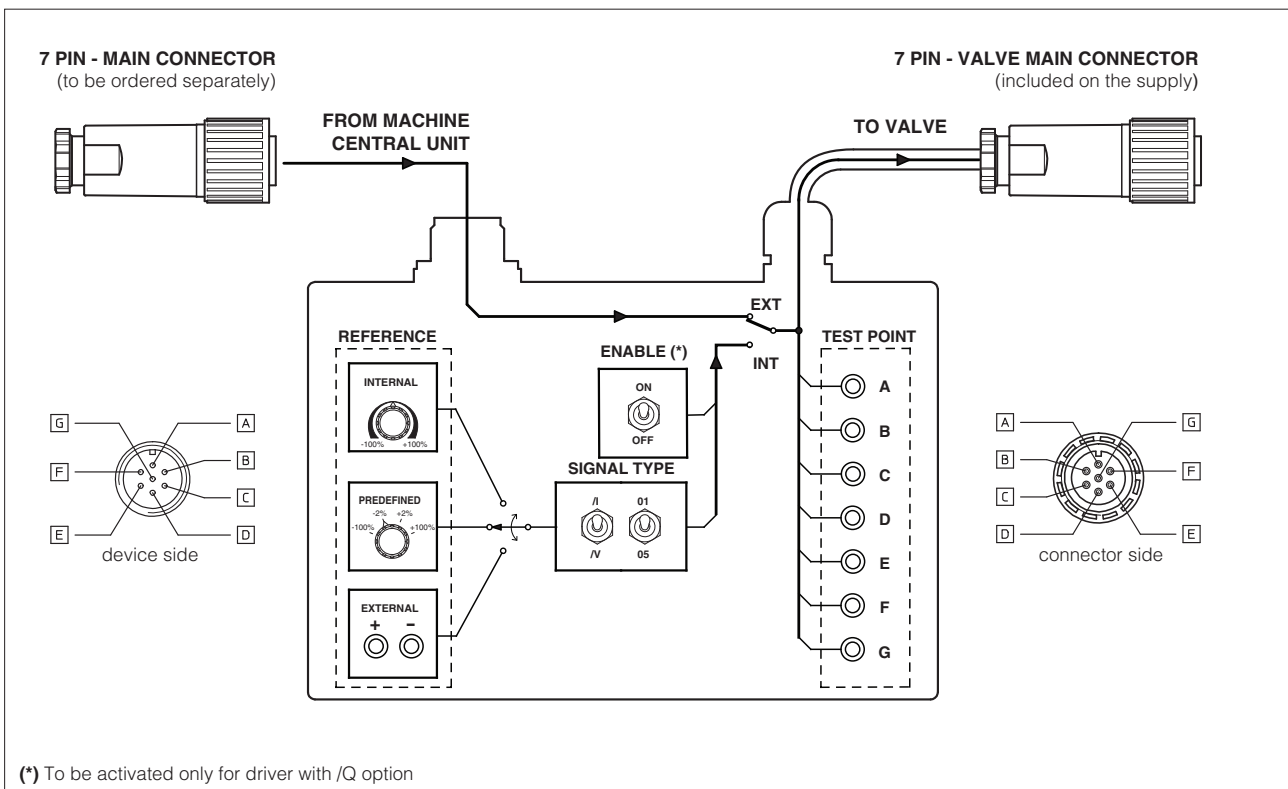 7 PIN - MAIN CONNECTOR
(to be ordered separately)
7 PIN - VALVE MAIN CONNECTOR
(included on the supply)
FROM MACHINE
CENTRAL UNIT
TO VALVE
EXT
INT
REFERENCE
INTERNAL
-100% +100%
PREDEFINED
-2% +2%
-100% +100%
EXTERNAL
+ -
ENABLE (*)
ON
OFF
SIGNAL TYPE
/I 01
/V 05
TEST POINT
A
B
C
D
E
F
G
G A
F B
C
E D
device side
A G
B F
C
D E
connector side
(*) To be activated only for driver with /Q option